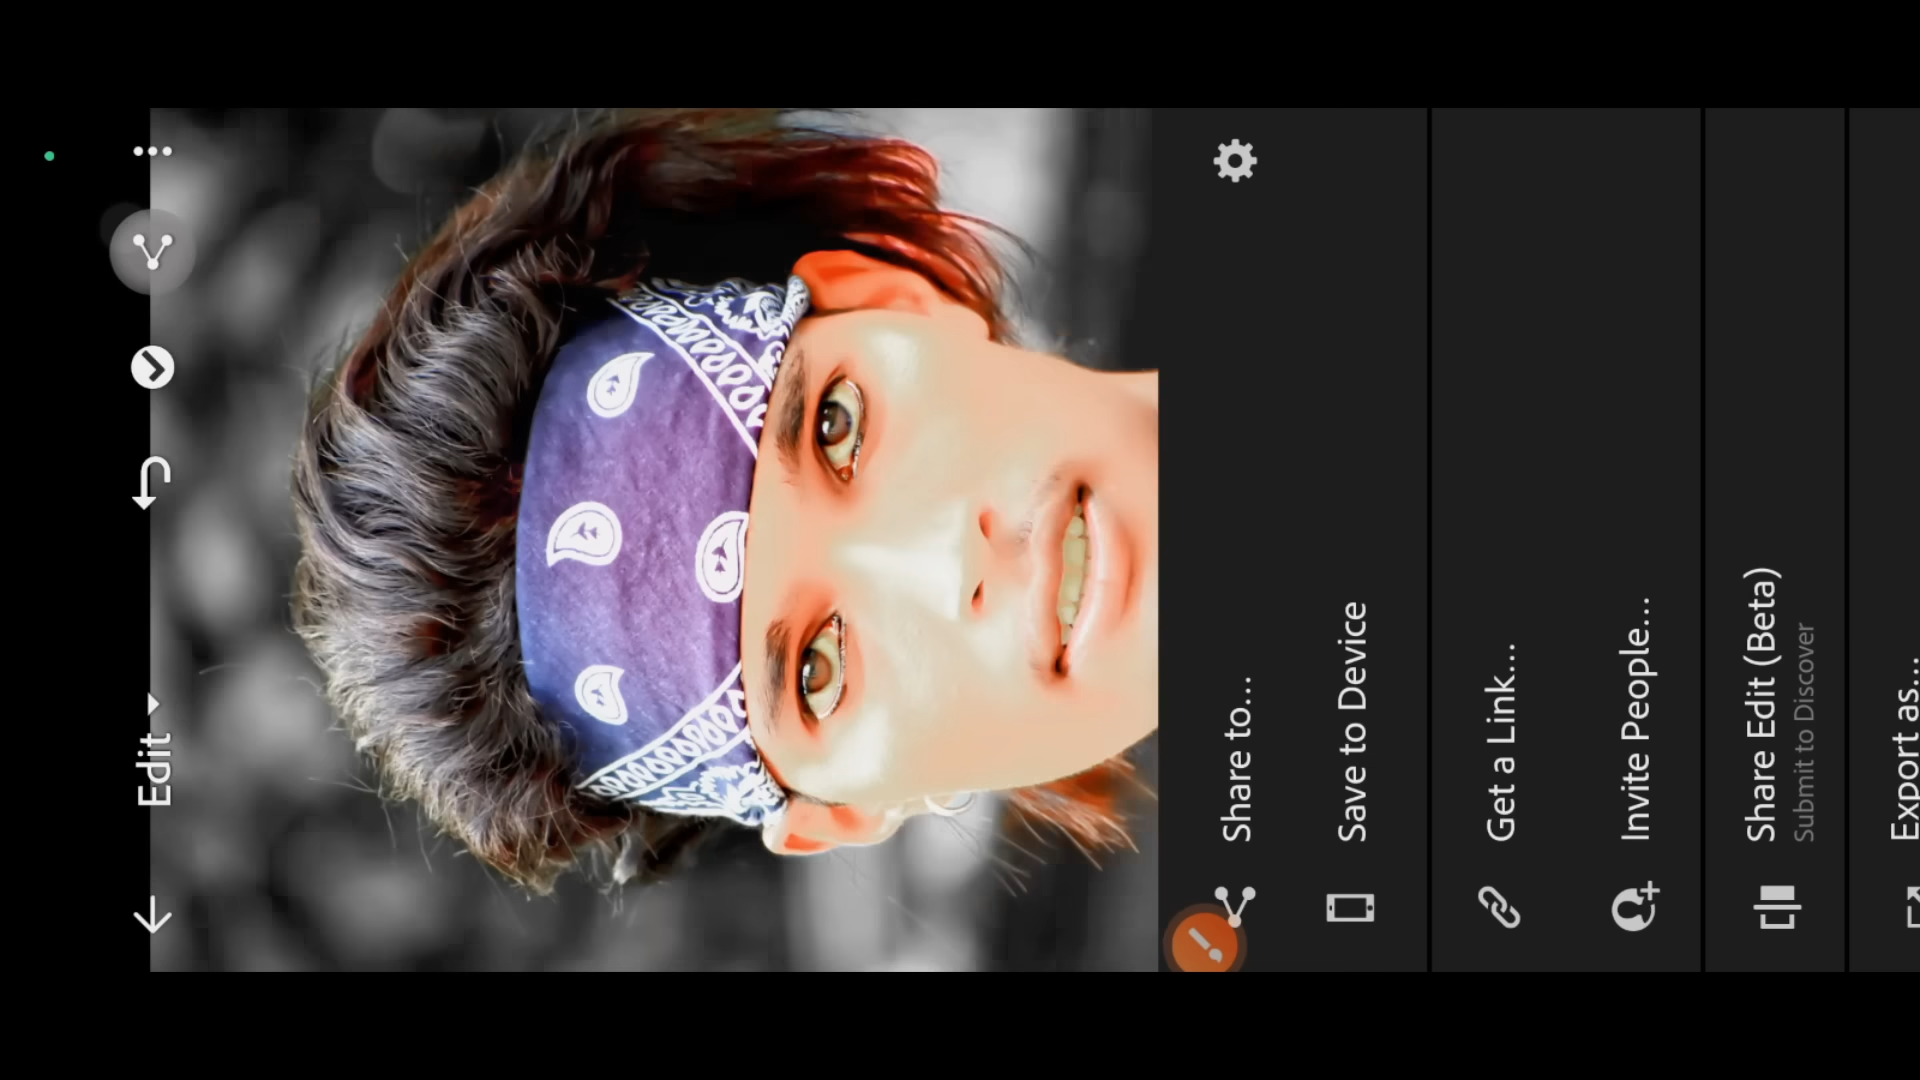 Edit
Share to...
Save to Device
Get a Link...
Invite People...
Share Edit (Beta)
Submit to Discover
Export as...